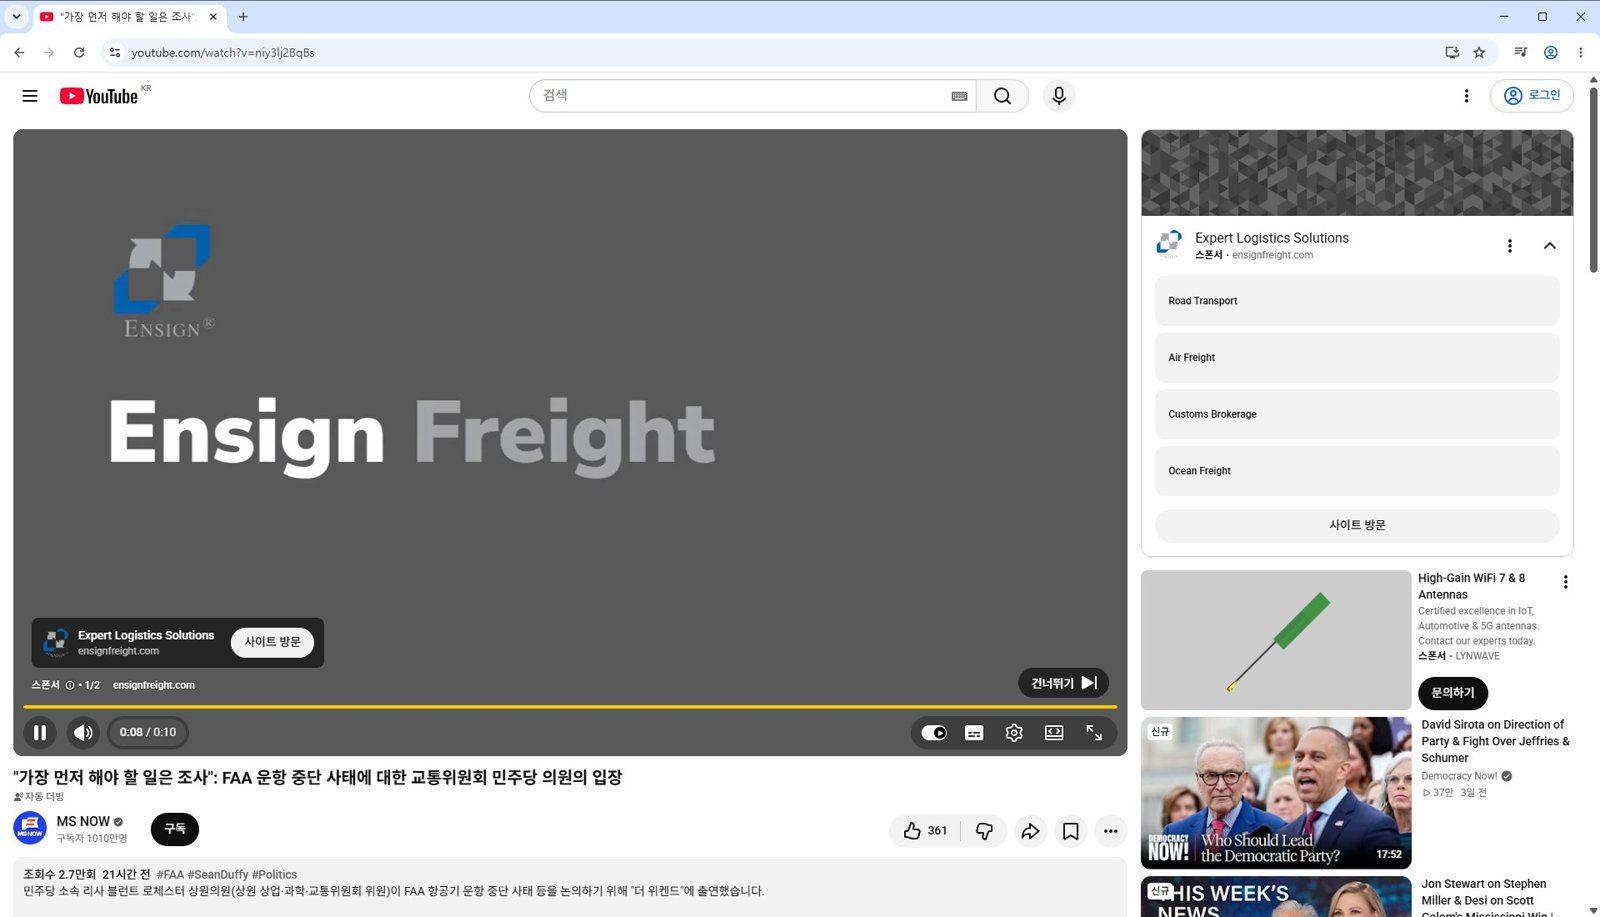 "가장 먼저 해야 할 일은 조사":
youtube.com/watch?v=niy3lj2BqBs
YouTube KR
검색
로그인
ENSIGN®
Ensign Freight
Expert Logistics Solutions
ensignfreight.com
사이트 방문
스폰서 • 1/2 ensignfreight.com
건너뛰기
0:08 / 0:10
"가장 먼저 해야 할 일은 조사": FAA 운항 중단 사태에 대한 교통위원회 민주당 의원의 입장
자동 더빙
MS NOW
MS NOW
구독자 1010만명
구독
361
조회수 2.7만회 21시간 전 #FAA #SeanDuffy #Politics
민주당 소속 리사 블런트 로체스터 상원의원(상원 상업·과학·교통위원회 위원)이 FAA 항공기 운항 중단 사태 등을 논의하기 위해 "더 위켄드"에 출연했습니다.
Expert Logistics Solutions
스폰서 · ensignfreight.com
Road Transport
Air Freight
Customs Brokerage
Ocean Freight
사이트 방문
High-Gain WiFi 7 & 8
Antennas
Certified excellence in IoT,
Automotive & 5G antennas.
Contact our experts today.
스폰서 · LYNWAVE
문의하기
신규
DEMOCRACY
NOW!
Who Should Lead
the Democratic Party?
17:52
David Sirota on Direction of
Party & Fight Over Jeffries &
Schumer
Democracy Now!
37만 3일 전
신규
THIS WEEK'S
NEWS
Jon Stewart on Stephen
Miller & Desi on Scott
Colom's Mississippi Win |